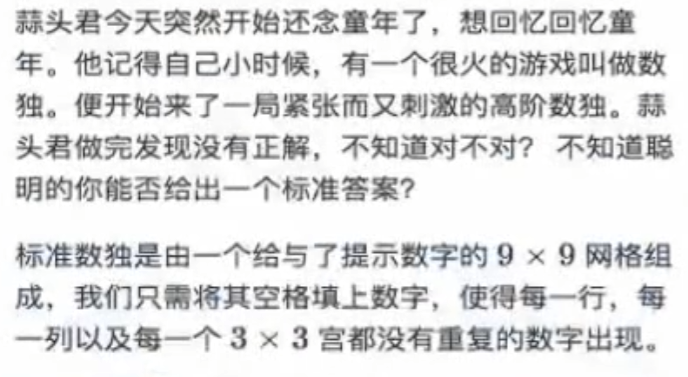 蒜头君今天突然开始还念童年了，想回忆回忆童
年。他记得自己小时候，有一个很火的游戏叫做数
独。便开始来了一局紧张而又刺激的高阶数独。蒜
头君做完发现没有正解，不知道对不对？ 不知道聪
明的你能否给出一个标准答案？
标准数独是由一个给与了提示数字的 9 × 9 网格组
成，我们只需将其空格填上数字，使得每一行，每
一列以及每一个 3 × 3 宫都没有重复的数字出现。